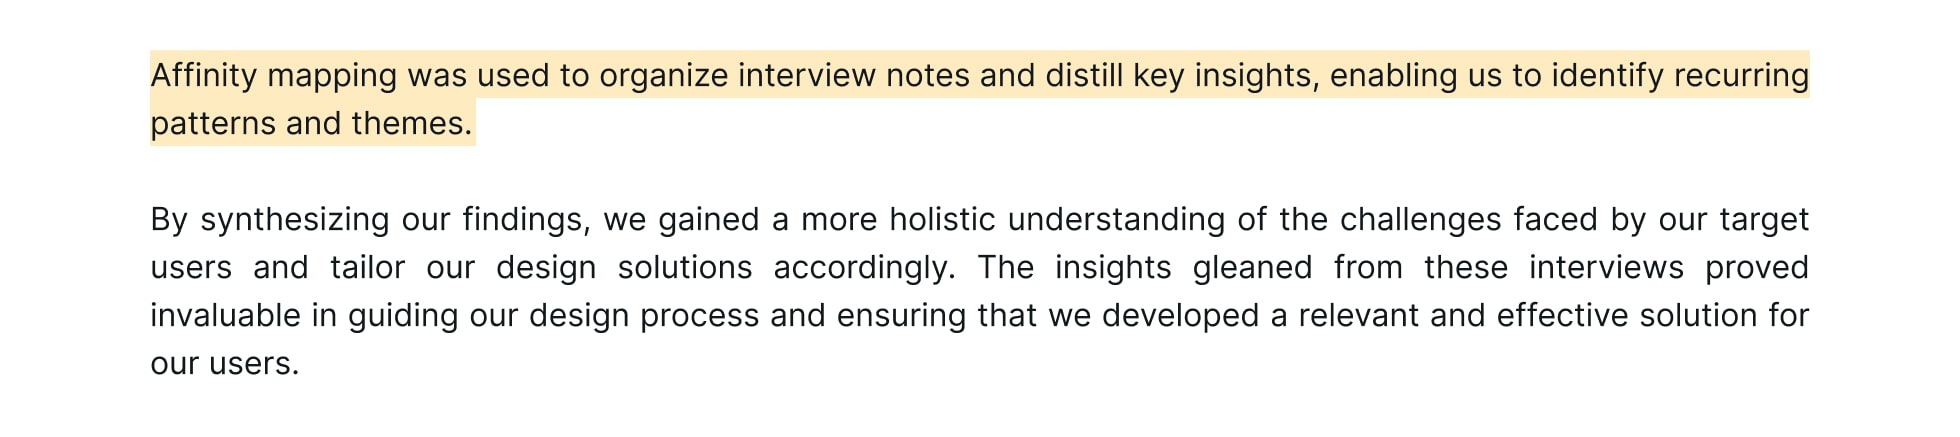 Affinity mapping was used to organize interview notes and distill key insights, enabling us to identify recurring
patterns and themes.
By synthesizing our findings, we gained a more holistic understanding of the challenges faced by our target
users and tailor our design solutions accordingly. The insights gleaned from these interviews proved
invaluable in guiding our design process and ensuring that we developed a relevant and effective solution for
our users.